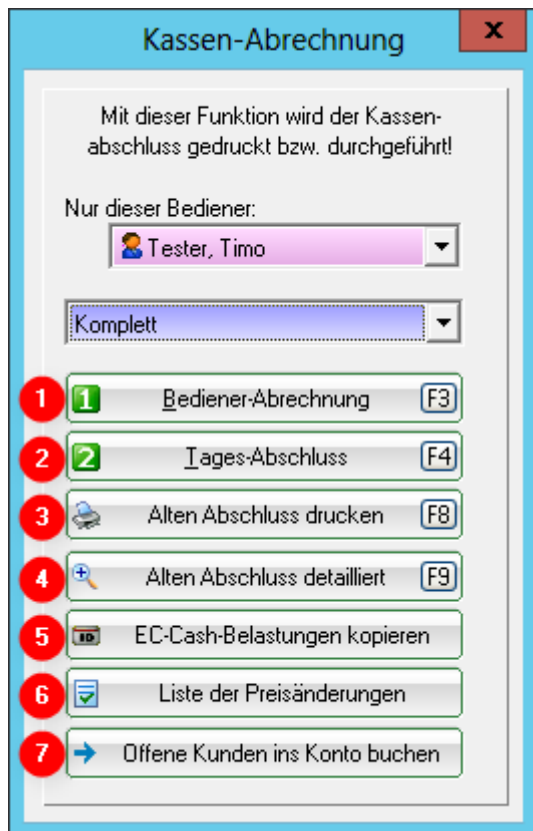 Kassen-Abrechnung x
Mit dieser Funktion wird der Kassen-
abschluss gedruckt bzw. durchgeführt!
Nur dieser Bediener:
Tester, Timo
Komplett
1 1 Bediener-Abrechnung F3
2 2 Tages-Abschluss F4
3 Alten Abschluss drucken F8
4 Alten Abschluss detailliert F9
5 ID EC-Cash-Belastungen kopieren
6 Liste der Preisänderungen
7 Offene Kunden ins Konto buchen